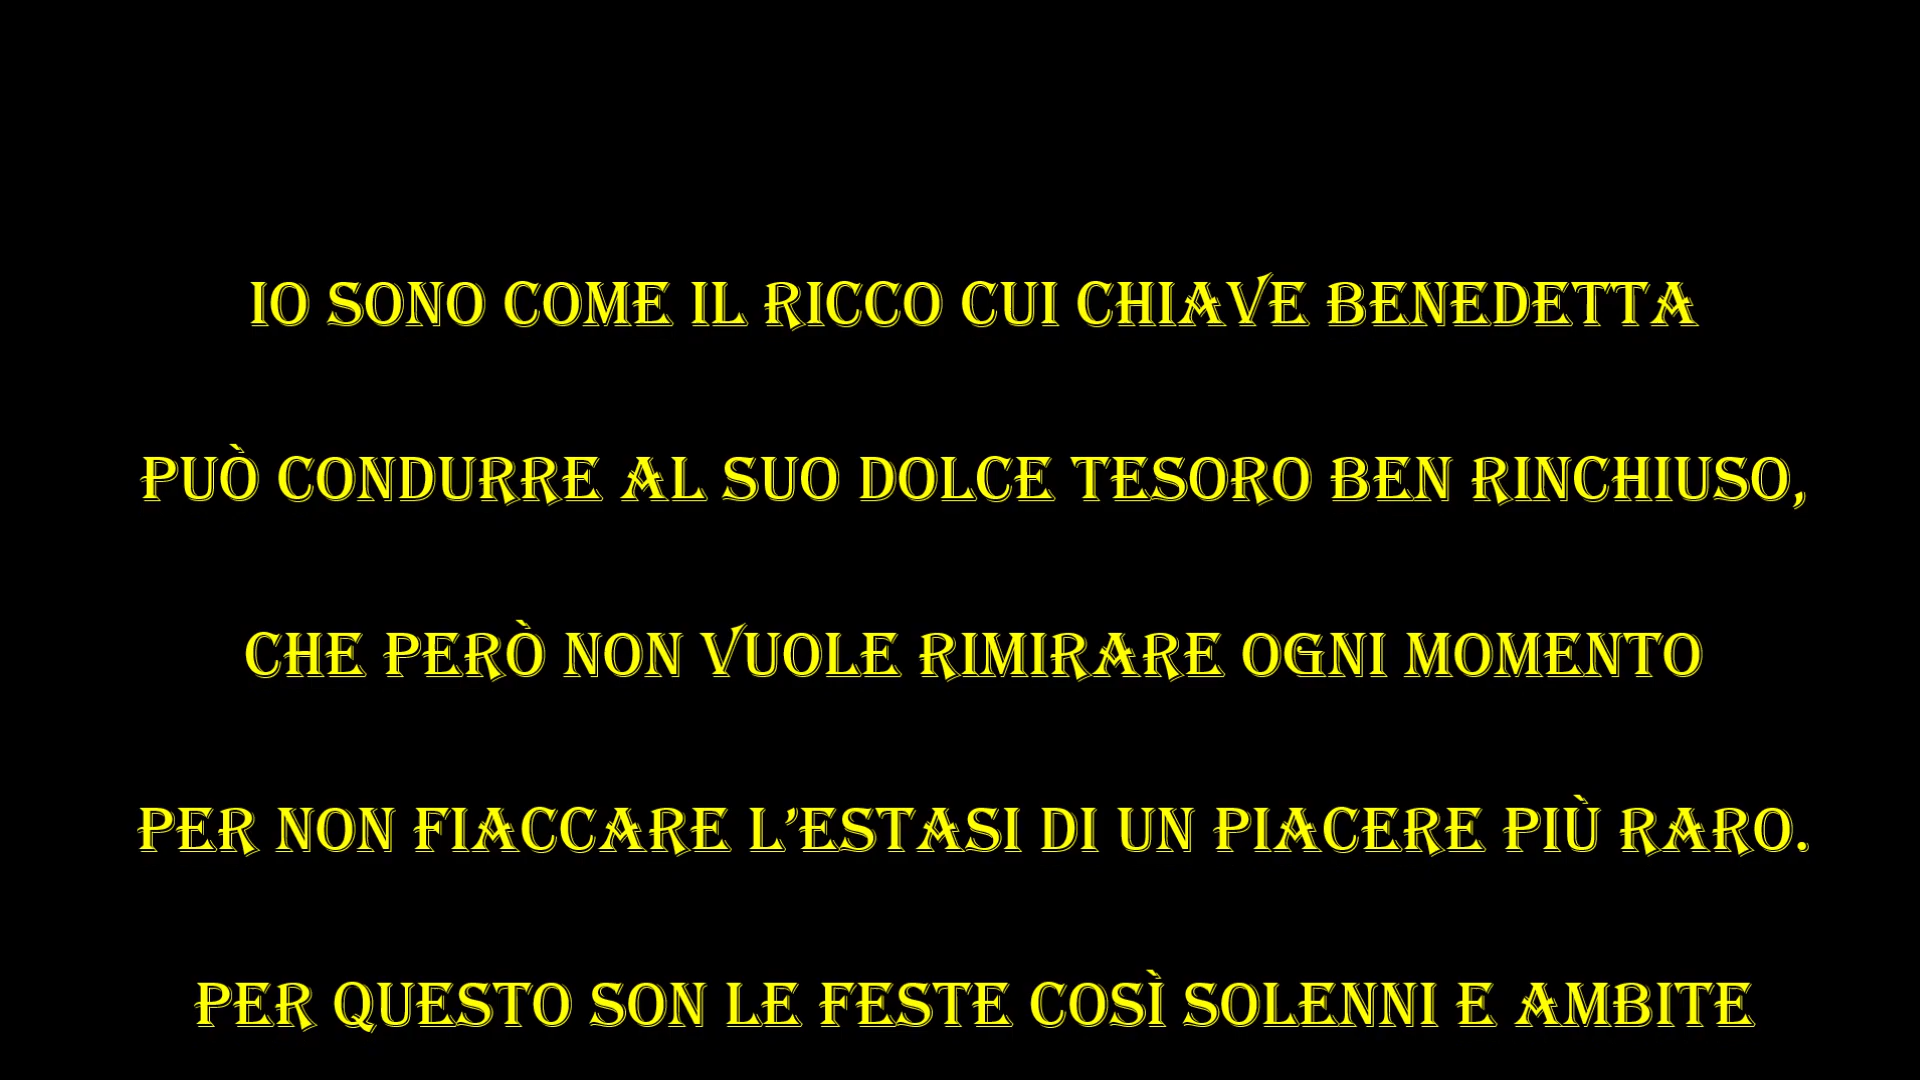 IO SONO COME IL RICCO CUI CHIAVE BENEDETTA
PUÒ CONDURRE AL SUO DOLCE TESORO BEN RINCHIUSO,
CHE PERÒ NON VUOLE RIMIRARE OGNI MOMENTO
PER NON FIACCARE L’ESTASI DI UN PIACERE PIÙ RARO.
PER QUESTO SON LE FESTE COSÌ SOLENNI E AMBITE